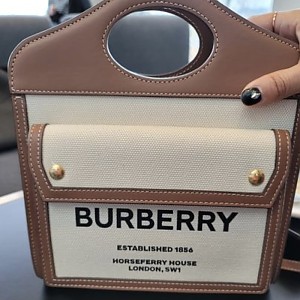 BURBERRY
ESTABLISHED 1856
HORSEFERRY HOUSE
LONDON, SW1